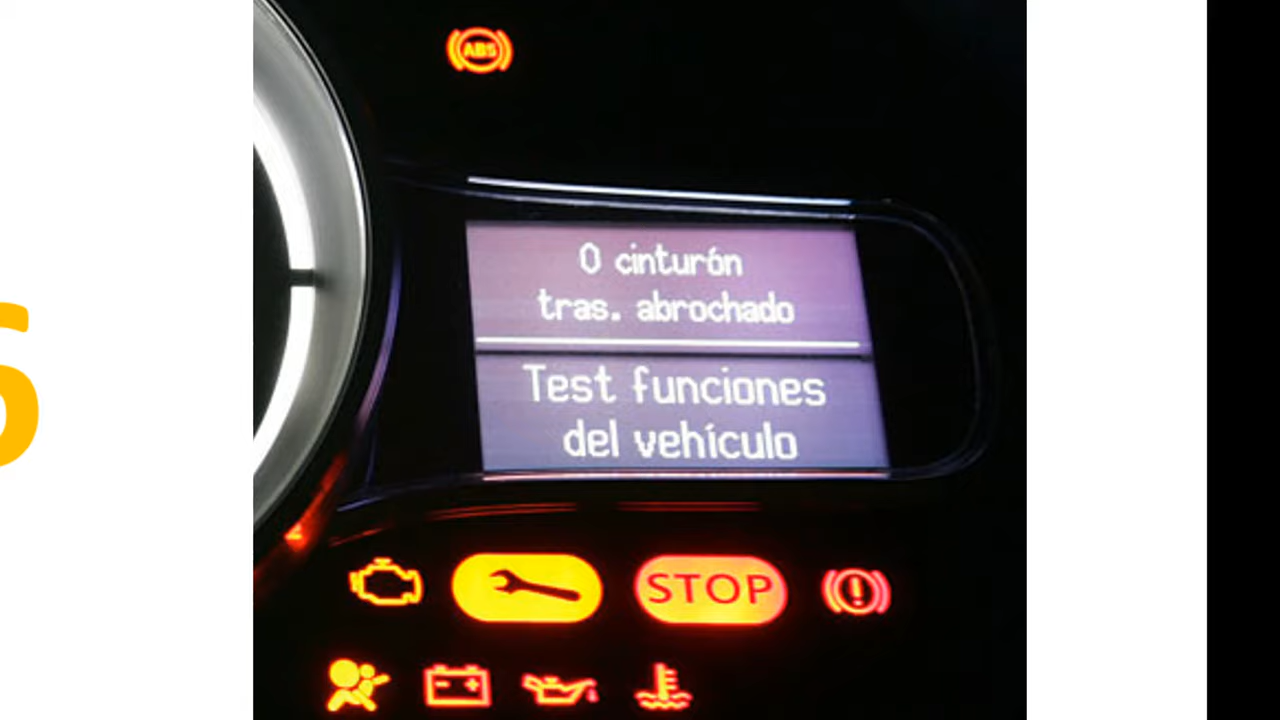 ABS
0 cinturón
tras. abrochado
Test funciones
del vehículo
STOP